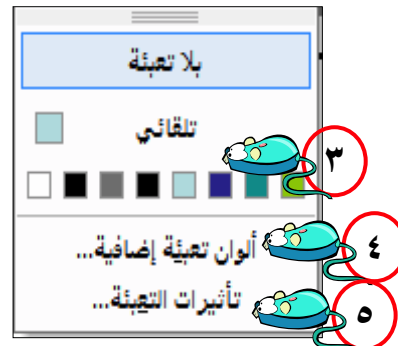 بلا تعبئة
تلقائي
٣
ألوان تعبئة إضافية...
٤
تأثيرات التعبئة...
٥